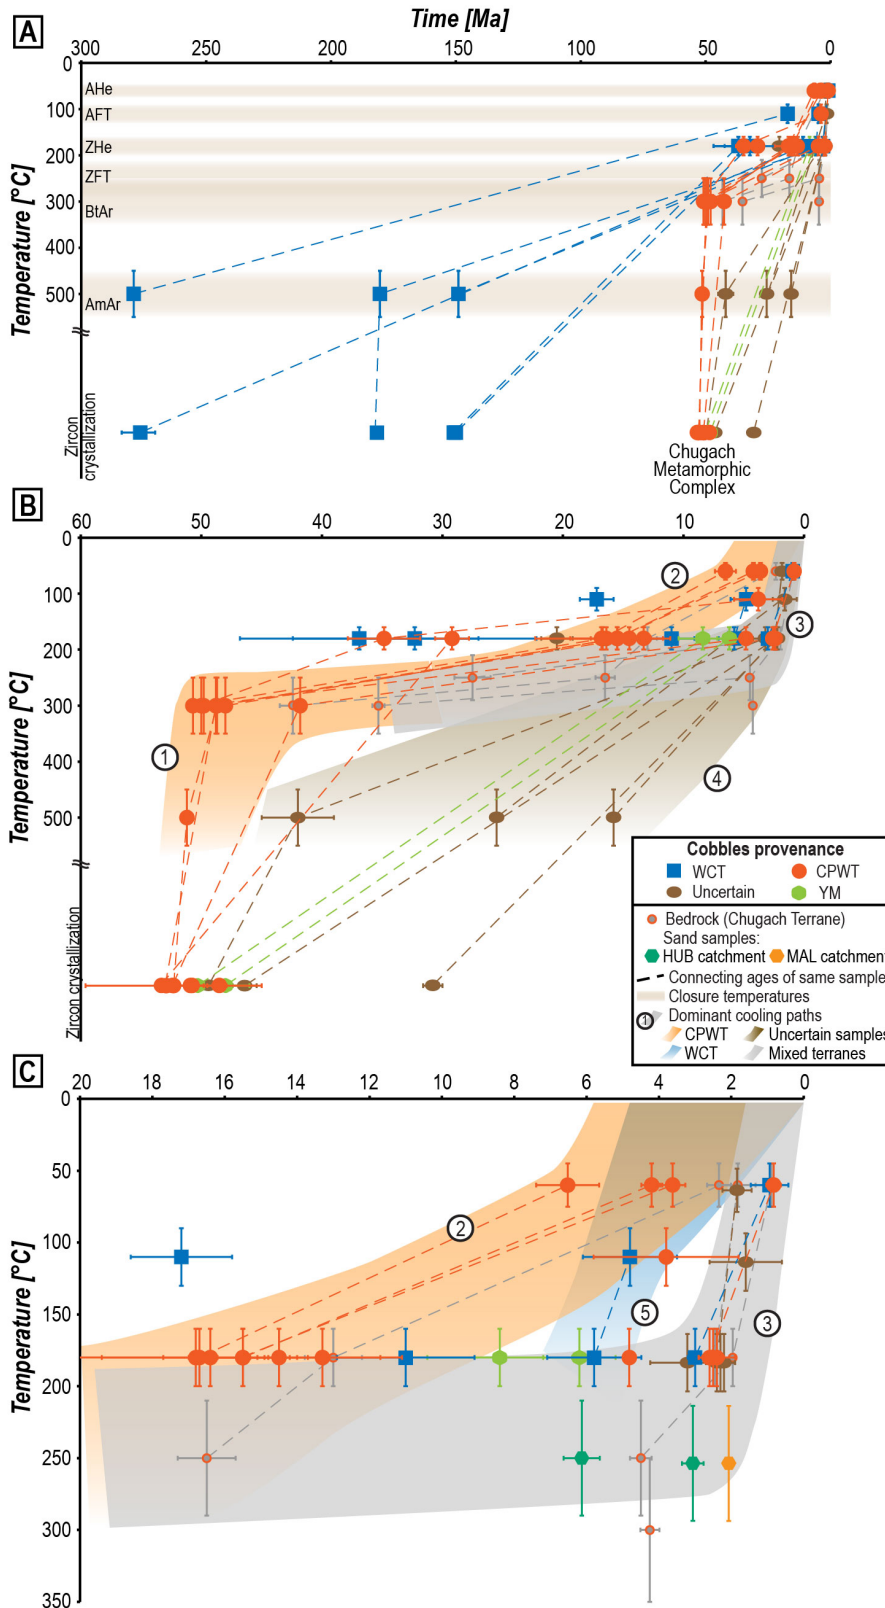 A
Time [Ma]
300 250 200 150 100 50 0
0
AHe
100
AFT
ZHe
200
ZFT
300
BtAr
400
500
AmAr
Temperature [°C]
Zircon
crystallization
Chugach
Metamorphic
Complex
B
60 50 40 30 20 10 0
0
100
200
300
400
500
Temperature [°C]
Zircon crystallization
1
2
3
4
Cobbles provenance
WCT CPWT
Uncertain YM
Bedrock (Chugach Terrane)
Sand samples:
HUB catchment MAL catchment
Connecting ages of same sample
Closure temperatures
1 Dominant cooling paths
CPWT Uncertain samples
WCT Mixed terranes
C
20 18 16 14 12 10 8 6 4 2 0
0
50
100
150
200
250
300
350
Temperature [°C]
2
5
3